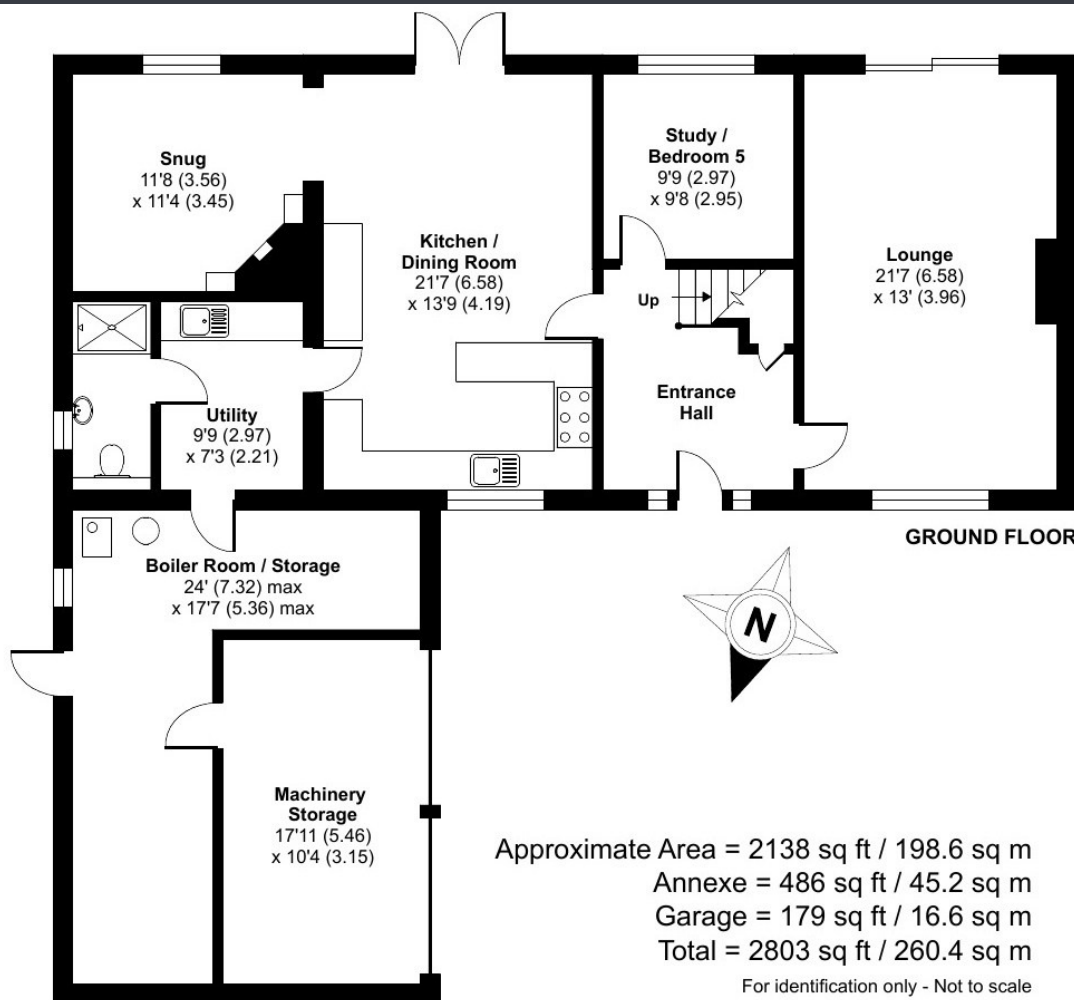 Snug
11'8 (3.56)
x 11'4 (3.45)
Kitchen /
Dining Room
21'7 (6.58)
x 13'9 (4.19)
Study /
Bedroom 5
9'9 (2.97)
x 9'8 (2.95)
Lounge
21'7 (6.58)
x 13' (3.96)
Up
Entrance
Hall
Utility
9'9 (2.97)
x 7'3 (2.21)
Boiler Room / Storage
24' (7.32) max
x 17'7 (5.36) max
GROUND FLOOR
N
Machinery
Storage
17'11 (5.46)
x 10'4 (3.15)
Approximate Area = 2138 sq ft / 198.6 sq m
Annexe = 486 sq ft / 45.2 sq m
Garage = 179 sq ft / 16.6 sq m
Total = 2803 sq ft / 260.4 sq m
For identification only - Not to scale